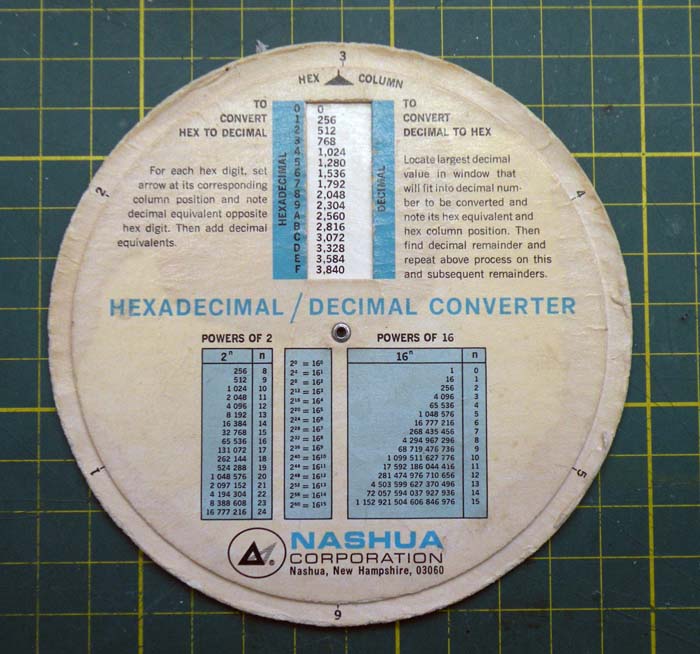 3
HEX COLUMN
2
4
TO CONVERT HEX TO DECIMAL
For each hex digit, set
arrow at its corresponding
column position and note
decimal equivalent opposite
hex digit. Then add decimal
equivalents.
HEXADECIMAL
0 0
1 256
2 512
3 768
4 1,024
5 1,280
6 1,536
7 1,792
8 2,048
9 2,304
A 2,560
B 2,816
C 3,072
D 3,328
E 3,584
F 3,840
DECIMAL
TO CONVERT DECIMAL TO HEX
Locate largest decimal
value in window that
will fit into decimal num-
ber to be converted and
note its hex equivalent and
hex column position. Then
find decimal remainder and
repeat above process on this
and subsequent remainders.
HEXADECIMAL / DECIMAL CONVERTER
POWERS OF 2
2ⁿ n
256 8
512 9
1 024 10
2 048 11
4 096 12
8 192 13
16 384 14
32 768 15
65 536 16
131 072 17
262 144 18
524 288 19
1 048 576 20
2 097 152 21
4 194 304 22
8 388 608 23
16 777 216 24
2⁰ = 16⁰
2⁴ = 16¹
2⁸ = 16²
2¹² = 16³
2¹⁶ = 16⁴
2²⁰ = 16⁵
2²⁴ = 16⁶
2²⁸ = 16⁷
2³² = 16⁸
2³⁶ = 16⁹
2⁴⁰ = 16¹⁰
2⁴⁴ = 16¹¹
2⁴⁸ = 16¹²
2⁵² = 16¹³
2⁵⁶ = 16¹⁴
2⁶⁰ = 16¹⁵
POWERS OF 16
16ⁿ n
1 0
16 1
256 2
4 096 3
65 536 4
1 048 576 5
16 777 216 6
268 435 456 7
4 294 967 296 8
68 719 476 736 9
1 099 511 627 776 10
17 592 186 044 416 11
281 474 976 710 656 12
4 503 599 627 370 496 13
72 057 594 037 927 936 14
1 152 921 504 606 846 976 15
1
5
NASHUA
CORPORATION
Nashua, New Hampshire, 03060
6